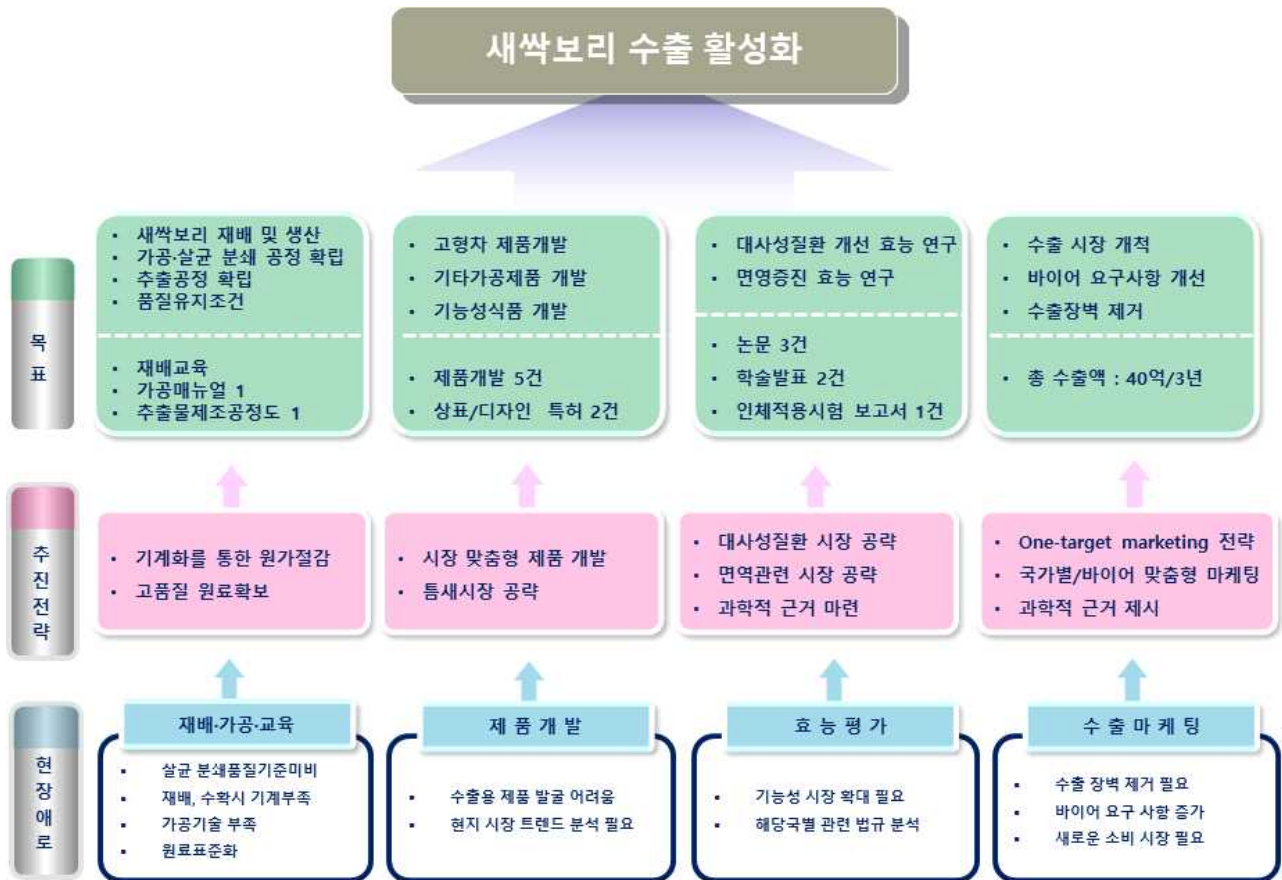 새싹보리 수출 활성화
목표
• 새싹보리 재배 및 생산
• 가공·살균 분쇄 공정 확립
• 추출공정 확립
• 품질유지조건
• 재배교육
• 가공매뉴얼 1
• 추출물제조공정도 1
• 고형차 제품개발
• 기타가공제품 개발
• 기능성식품 개발
• 제품개발 5건
• 상표/디자인 특허 2건
• 대사성질환 개선 효능 연구
• 면영증진 효능 연구
• 논문 3건
• 학술발표 2건
• 인체적용시험 보고서 1건
• 수출 시장 개척
• 바이어 요구사항 개선
• 수출장벽 제거
• 총 수출액 : 40억/3년
추진전략
• 기계화를 통한 원가절감
• 고품질 원료확보
• 시장 맞춤형 제품 개발
• 틈새시장 공략
• 대사성질환 시장 공략
• 면역관련 시장 공략
• 과학적 근거 마련
• One-target marketing 전략
• 국가별/바이어 맞춤형 마케팅
• 과학적 근거 제시
현장애로
재배·가공·교육
▪ 살균 분쇄품질기준미비
▪ 재배, 수확시 기계부족
▪ 가공기술 부족
▪ 원료표준화
제품개발
▪ 수출용 제품 발굴 어려움
▪ 현지 시장 트렌드 분석 필요
효능평가
▪ 기능성 시장 확대 필요
▪ 해당국별 관련 법규 분석
수출마케팅
▪ 수출 장벽 제거 필요
▪ 바이어 요구 사항 증가
▪ 새로운 소비 시장 필요